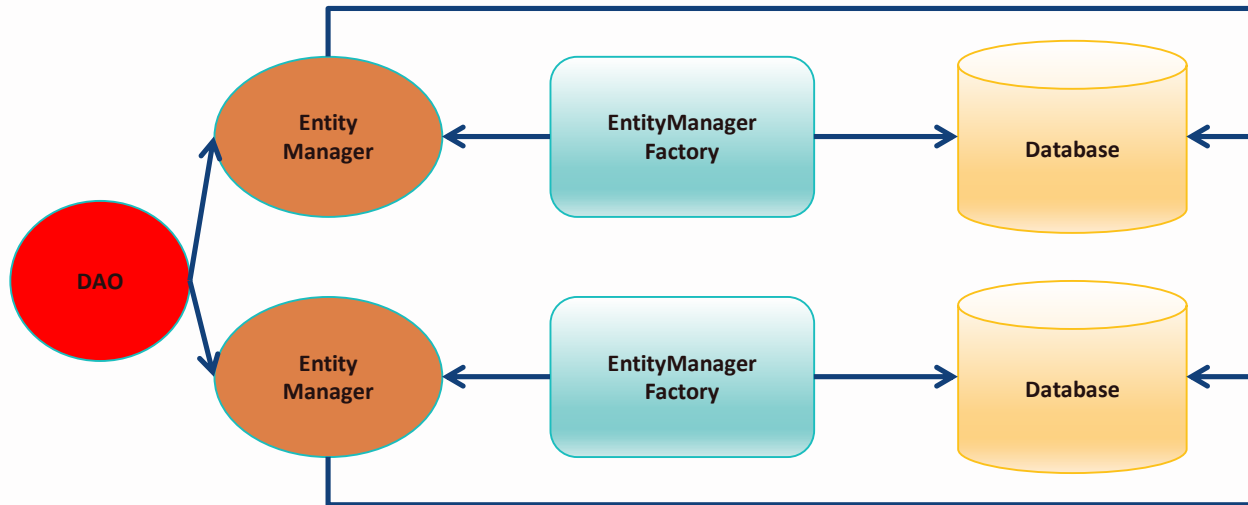 Entity
Manager
EntityManager
Factory
Database
DAO
Entity
Manager
EntityManager
Factory
Database